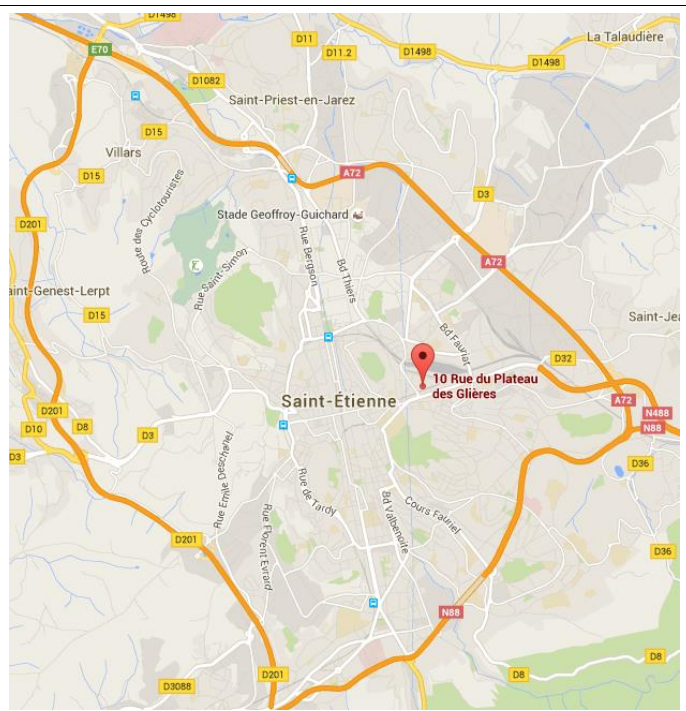 D1498
D11
D11.2
D1498
La Talaudière
D1498
E70
D1082
Saint-Priest-en-Jarez
D15
Villars
A72
D15
D3
Route des Cyclotouristes
Stade Geoffroy-Guichard
D201
Rue Bergson
Rue Saint-Simon
Bd Thiers
A72
aint-Genest-Lerpt
D15
Saint-Jea
Bd Fauriat
D32
10 Rue du Plateau
des Glières
Saint-Étienne
A72
D201
N488
D10
D8
D3
N88
D3
D36
Rue Emile Deschanel
Rue de Tardy
Bd Valbenoite
Cours Fauriel
Rue Florent Evrard
D201
D36
N88
D8
D8
D201
D3088